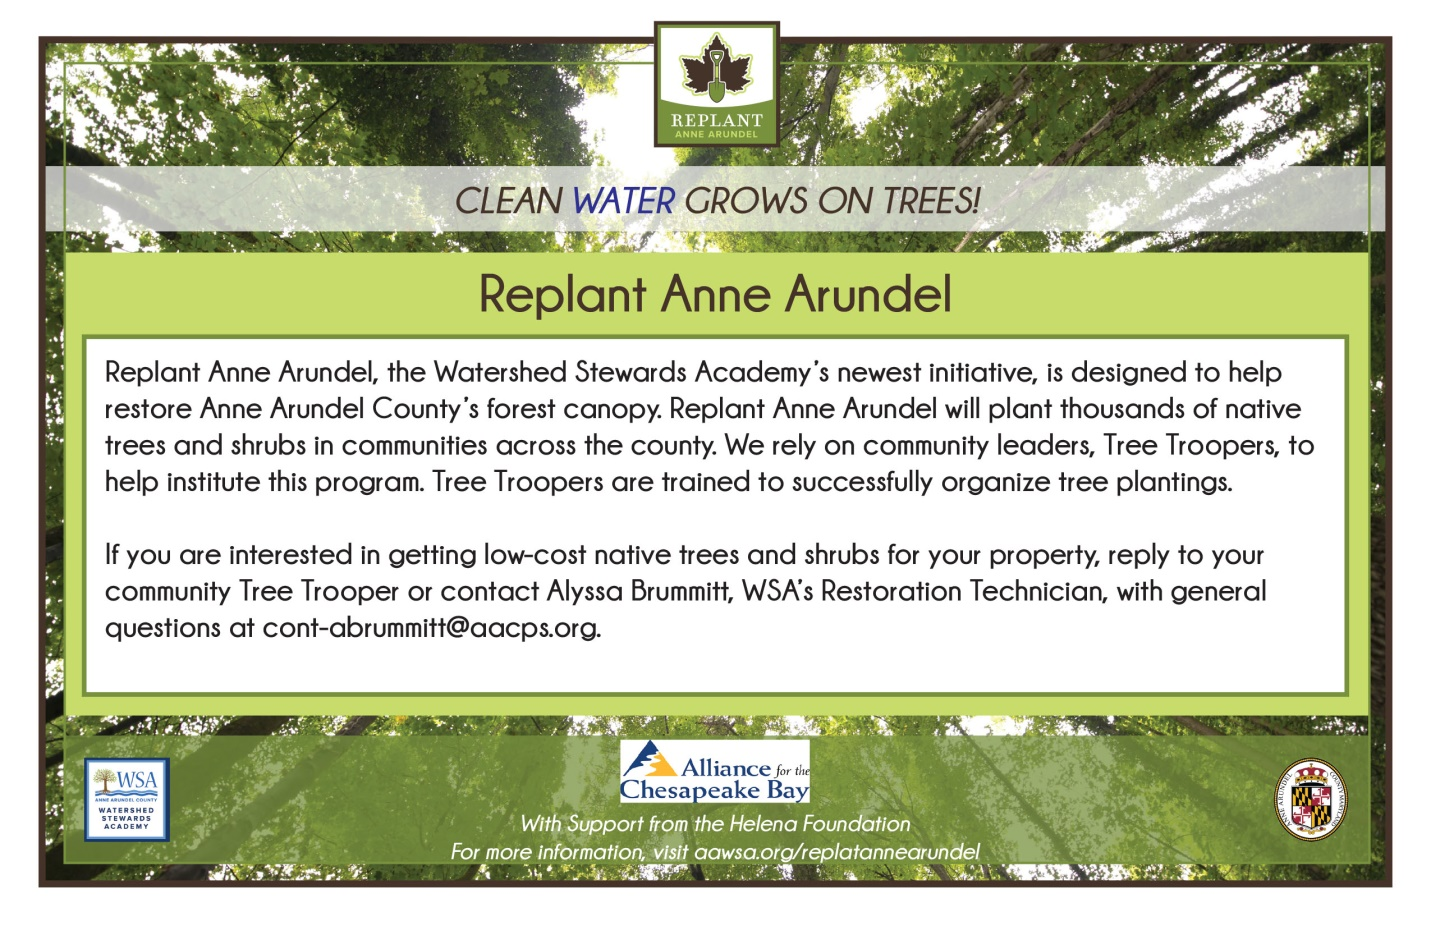 REPLANT
ANNE ARUNDEL
CLEAN WATER GROWS ON TREES!
Replant Anne Arundel
Replant Anne Arundel, the Watershed Stewards Academy's newest initiative, is designed to help
restore Anne Arundel County's forest canopy. Replant Anne Arundel will plant thousands of native
trees and shrubs in communities across the county. We rely on community leaders, Tree Troopers, to
help institute this program. Tree Troopers are trained to successfully organize tree plantings.
If you are interested in getting low-cost native trees and shrubs for your property, reply to your
community Tree Trooper or contact Alyssa Brummitt, WSA's Restoration Technician, with general
questions at cont-abrummitt@aacps.org.
WSA
ANNE ARUNDEL COUNTY
WATERSHED
STEWARDS
ACADEMY
Alliance for the
Chesapeake Bay
With Support from the Helena Foundation
For more information, visit aawsa.org/replatannearundel
ANNE ARUNDEL COUNTY MARYLAND